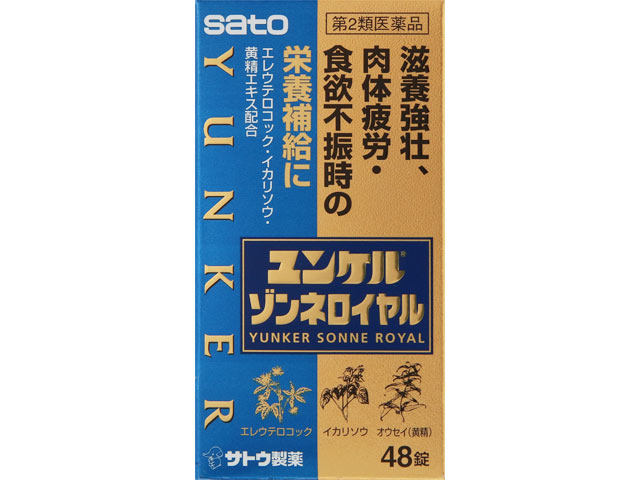 sato
第2類医薬品
滋養強壮、
肉体疲労・
食欲不振時の
栄養補給に
エレウテロコック・イカリソウ・
黄精エキス配合
YUNKER
ユンケル®
ゾンネロイヤル
YUNKER SONNE ROYAL
エレウテロコック
イカリソウ
オウセイ(黄精)
サトウ製薬
48錠